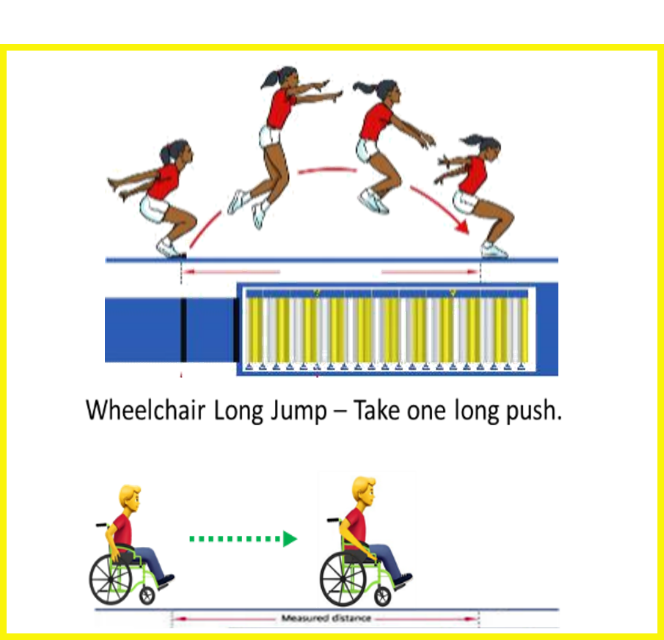 Wheelchair Long Jump – Take one long push.
Measured distance